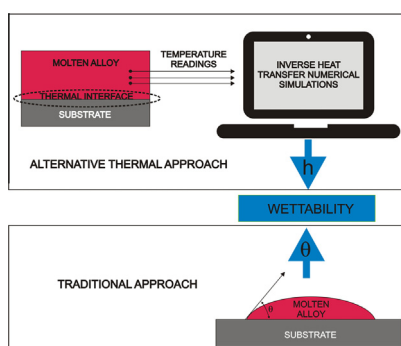 TEMPERATURE
READINGS
MOLTEN ALLOY
THERMAL INTERFACE
SUBSTRATE
INVERSE HEAT
TRANSFER NUMERICAL
SIMULATIONS
ALTERNATIVE THERMAL APPROACH
h
WETTABILITY
θ
TRADITIONAL APPROACH
θ
MOLTEN
ALLOY
SUBSTRATE